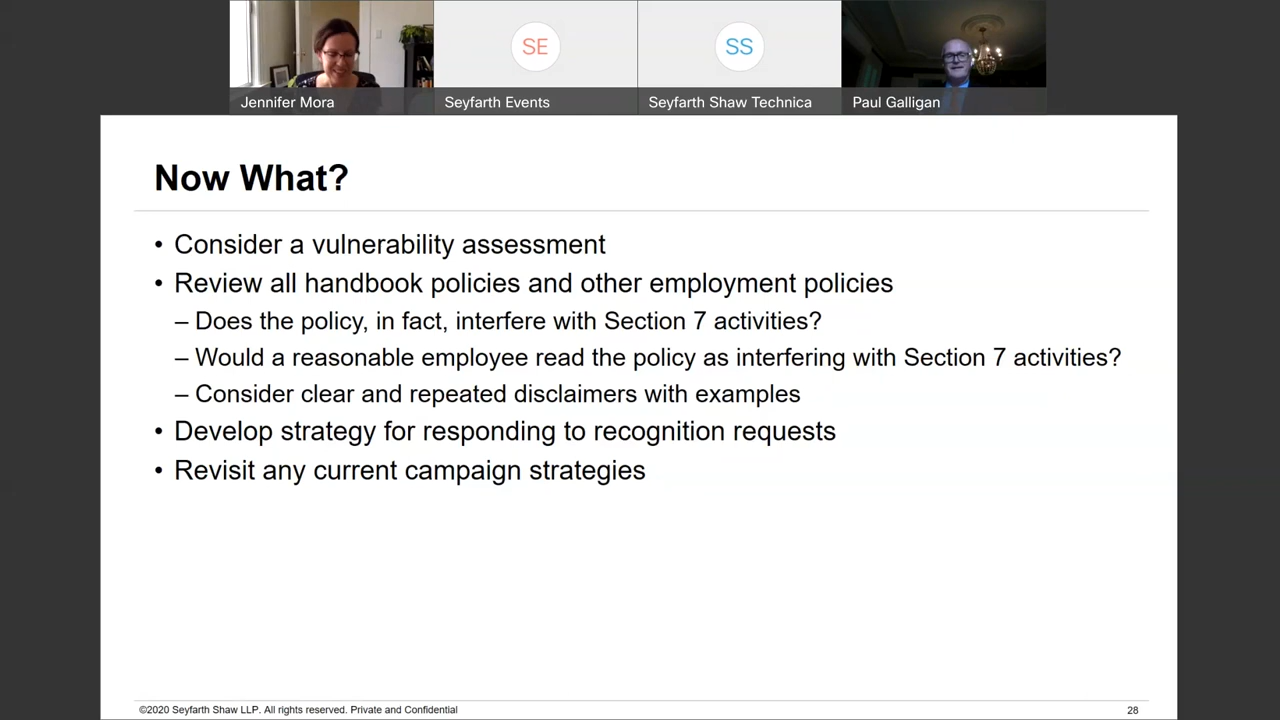 SE
SS
Jennifer Mora
Seyfarth Events
Seyfarth Shaw Technica
Paul Galligan
Now What?
• Consider a vulnerability assessment
• Review all handbook policies and other employment policies
– Does the policy, in fact, interfere with Section 7 activities?
– Would a reasonable employee read the policy as interfering with Section 7 activities?
– Consider clear and repeated disclaimers with examples
• Develop strategy for responding to recognition requests
• Revisit any current campaign strategies
©2020 Seyfarth Shaw LLP. All rights reserved. Private and Confidential
28